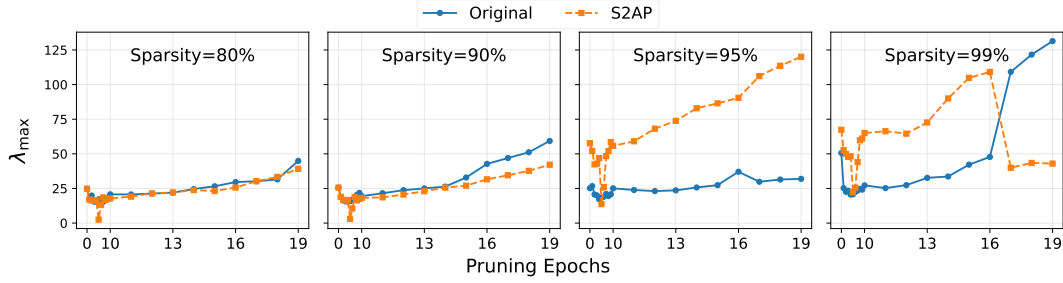 Original S2AP
Sparsity=80% Sparsity=90% Sparsity=95% Sparsity=99%
125
100
75
50
25
0
λmax
0 10 13 16 19 0 10 13 16 19 0 10 13 16 19 0 10 13 16 19
Pruning Epochs